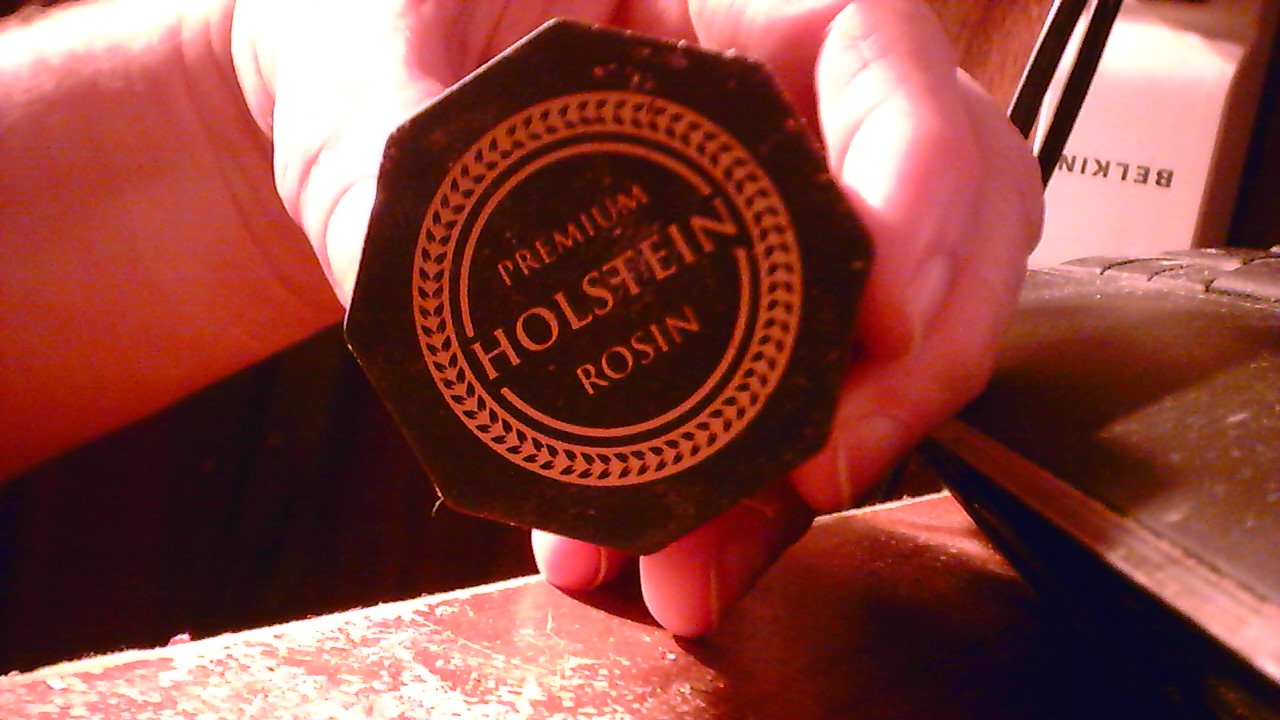 PREMIUM
HOLSTEIN
ROSIN
BELKIN